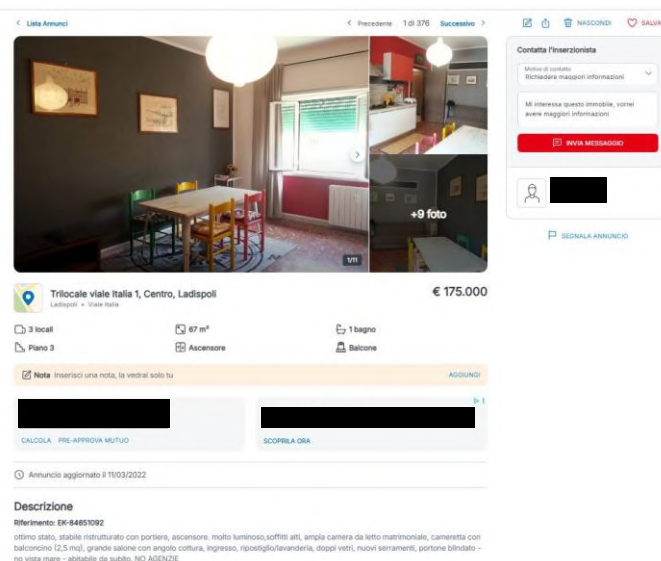 Lista Annunci
Precedente 1 di 376 Successivo
NASCONDI SALVA
Contatta l'inserzionista
Motivo di contatto
Richiedere maggiori informazioni
Mi interessa questo immobile, vorrei
avere maggiori informazioni
INVIA MESSAGGIO
SEGNALA ANNUNCIO
+9 foto
1/11
Trilocale viale Italia 1, Centro, Ladispoli
Ladispoli • Viale Italia
€ 175.000
3 locali 67 m² 1 bagno
Piano 3 Ascensore Balcone
Nota Inserisci una nota, la vedrai solo tu AGGIUNGI
CALCOLA PRE-APPROVA MUTUO
SCOPRILA ORA
Annuncio aggiornato il 11/03/2022
Descrizione
Riferimento: EK-84651092
ottimo stato, stabile ristrutturato con portiere, ascensore. molto luminoso,soffitti alti, ampia camera da letto matrimoniale, cameretta con
balconcino (2,5 mq), grande salone con angolo cottura, ingresso, ripostiglio/lavanderia, doppi vetri, nuovi serramenti, portone blindato -
no vista mare - abitabile da subito. NO AGENZIE